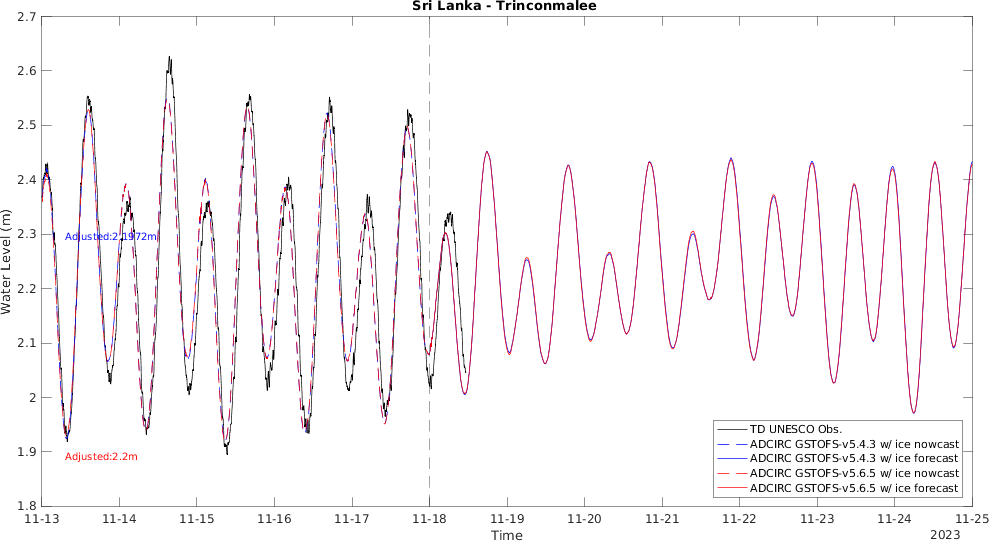 Sri Lanka - Trinconmalee
2.7
2.6
2.5
2.4
2.3
2.2
2.1
2
1.9
1.8
Water Level (m)
Adjusted:2.1972m
Adjusted:2.2m
TD UNESCO Obs.
ADCIRC GSTOFS-v5.4.3 w/ ice nowcast
ADCIRC GSTOFS-v5.4.3 w/ ice forecast
ADCIRC GSTOFS-v5.6.5 w/ ice nowcast
ADCIRC GSTOFS-v5.6.5 w/ ice forecast
11-13 11-14 11-15 11-16 11-17 11-18 11-19 11-20 11-21 11-22 11-23 11-24 11-25
Time
2023